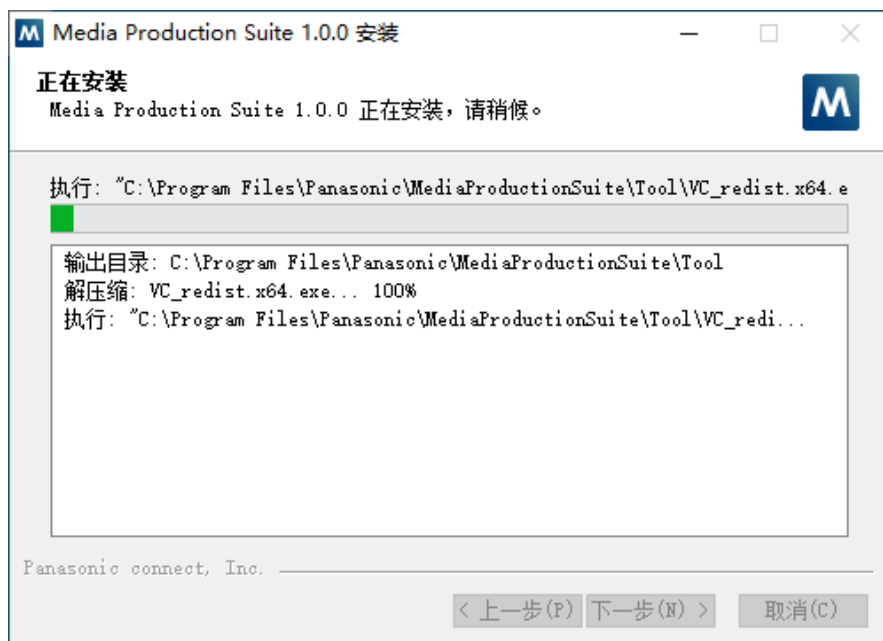 M Media Production Suite 1.0.0 安装
正在安装
Media Production Suite 1.0.0 正在安装，请稍候。
M
执行: "C:\Program Files\Panasonic\MediaProductionSuite\Tool\VC_redist.x64.e
输出目录: C:\Program Files\Panasonic\MediaProductionSuite\Tool
解压缩: VC_redist.x64.exe... 100%
执行: "C:\Program Files\Panasonic\MediaProductionSuite\Tool\VC_redi...
Panasonic connect, Inc.
< 上一步(P) 下一步(N) > 取消(C)